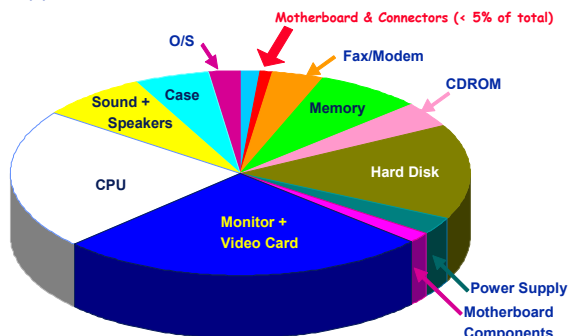 Motherboard & Connectors (< 5% of total)
O/S
Fax/Modem
CDROM
Case
Sound +
Speakers
Memory
Hard Disk
CPU
Monitor +
Video Card
Power Supply
Motherboard
Components